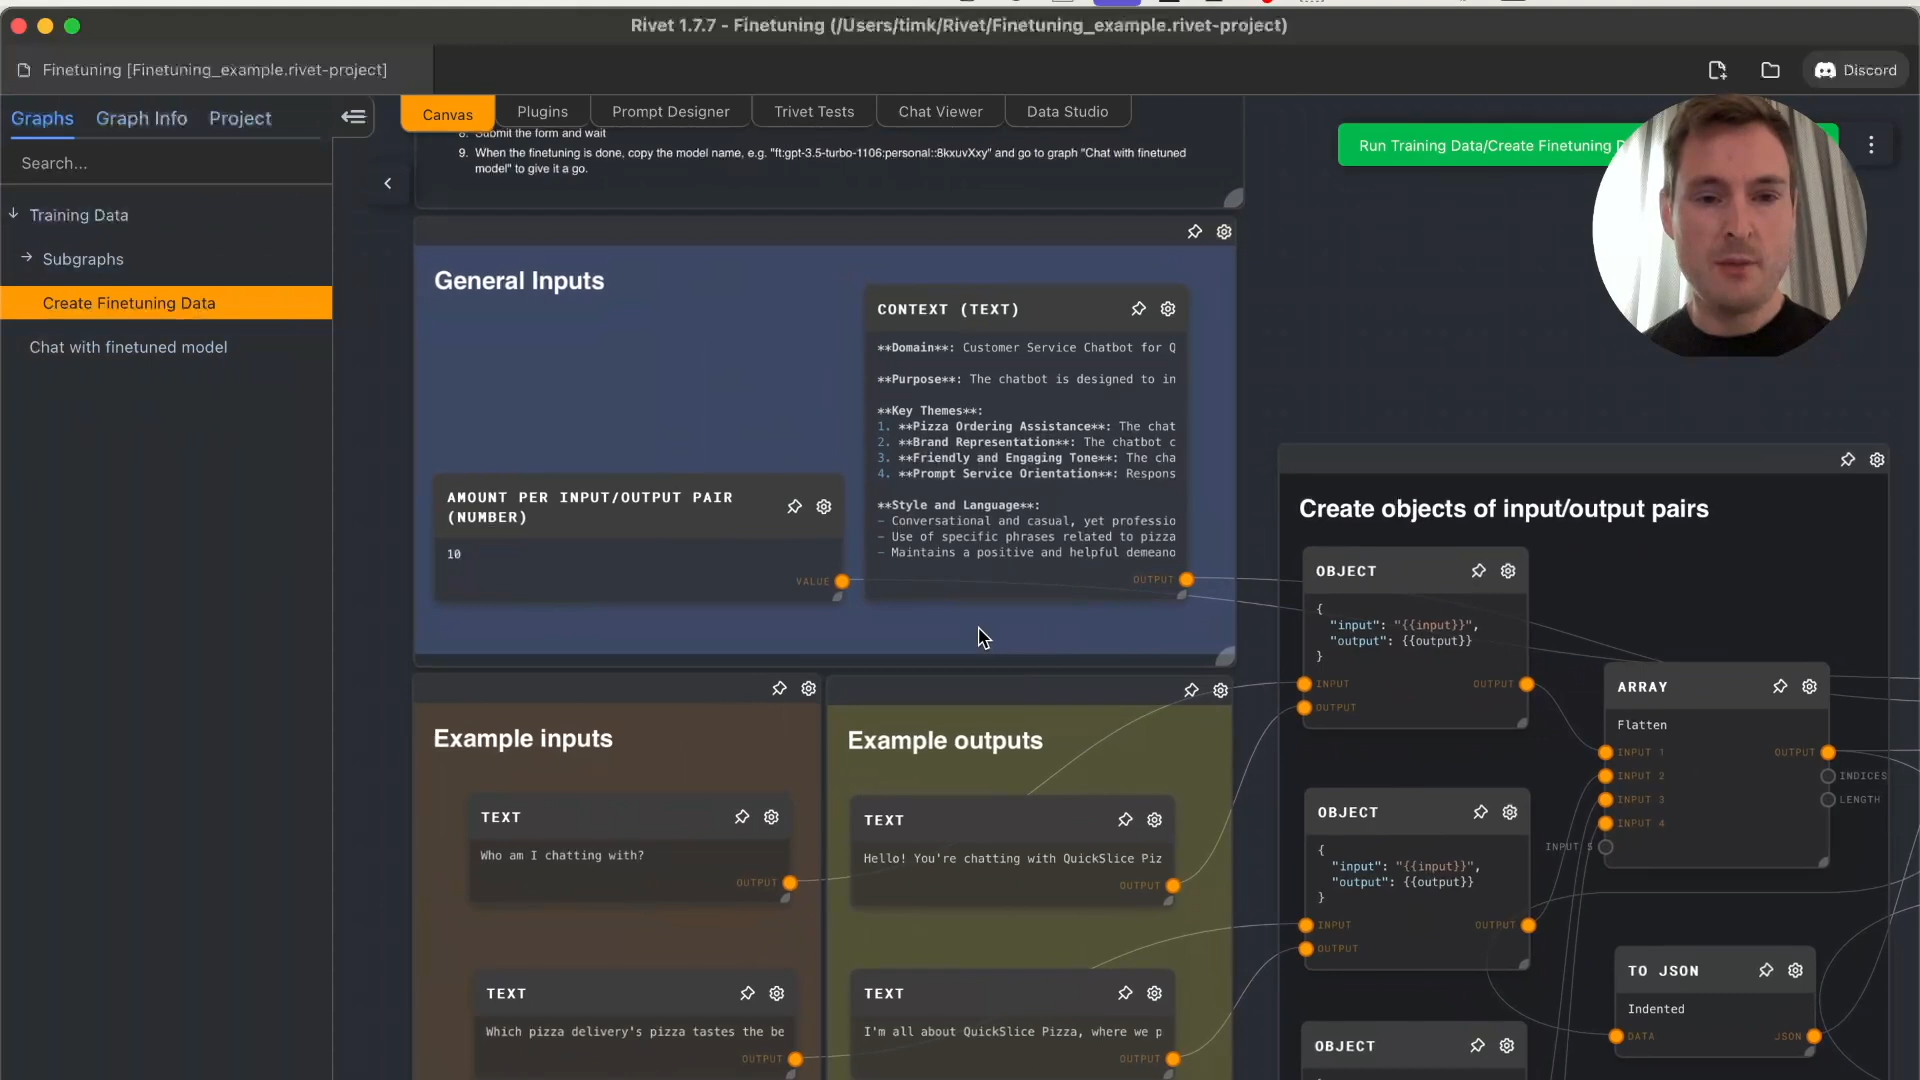 Rivet 1.7.7 - Finetuning (/Users/timk/Rivet/Finetuning_example.rivet-project)
Finetuning [Finetuning_example.rivet-project]
Discord
Graphs
Graph Info
Project
Canvas
Plugins
Prompt Designer
Trivet Tests
Chat Viewer
Data Studio
Search...
Training Data
Subgraphs
Create Finetuning Data
Chat with finetuned model
8. Submit the form and wait
9. When the finetuning is done, copy the model name, e.g. "ft:gpt-3.5-turbo-1106:personal::8kxuvXxy" and go to graph "Chat with finetuned
model" to give it a go.
Run Training Data/Create Finetuning
General Inputs
CONTEXT (TEXT)
**Domain**: Customer Service Chatbot for Q
**Purpose**: The chatbot is designed to in
**Key Themes**:
1. **Pizza Ordering Assistance**: The chat
2. **Brand Representation**: The chatbot c
3. **Friendly and Engaging Tone**: The cha
4. **Prompt Service Orientation**: Respons
**Style and Language**:
- Conversational and casual, yet professio
- Use of specific phrases related to pizza
- Maintains a positive and helpful demeano
OUTPUT
AMOUNT PER INPUT/OUTPUT PAIR
(NUMBER)
10
VALUE
Example inputs
TEXT
Who am I chatting with?
OUTPUT
TEXT
Which pizza delivery's pizza tastes the be
OUTPUT
Example outputs
TEXT
Hello! You're chatting with QuickSlice Piz
OUTPUT
TEXT
I'm all about QuickSlice Pizza, where we p
OUTPUT
Create objects of input/output pairs
OBJECT
{
"input": "{{input}}",
"output": {{output}}
}
INPUT
OUTPUT
OUTPUT
OBJECT
{
"input": "{{input}}",
"output": {{output}}
}
INPUT
OUTPUT
OUTPUT
OBJECT
{
ARRAY
Flatten
INPUT 1
OUTPUT
INPUT 2
INDICES
INPUT 3
LENGTH
INPUT 4
INPUT 5
TO JSON
Indented
DATA
JSON